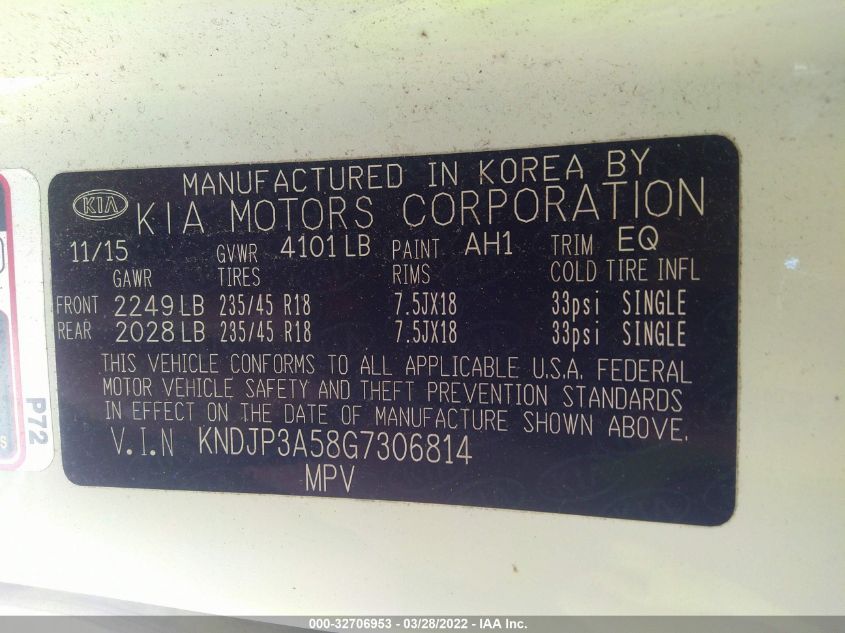 MANUFACTURED IN KOREA BY
KIA KIA MOTORS CORPORATION
11/15 GVWR 4101 LB PAINT AH1 TRIM EQ
GAWR TIRES RIMS COLD TIRE INFL
FRONT 2249 LB 235/45 R18 7.5JX18 33psi SINGLE
REAR 2028 LB 235/45 R18 7.5JX18 33psi SINGLE
THIS VEHICLE CONFORMS TO ALL APPLICABLE U.S.A. FEDERAL
MOTOR VEHICLE SAFETY AND THEFT PREVENTION STANDARDS
IN EFFECT ON THE DATE OF MANUFACTURE SHOWN ABOVE.
V.I.N KNDJP3A58G7306814
MPV
P72
000-32706953 - 03/28/2022 - IAA Inc.